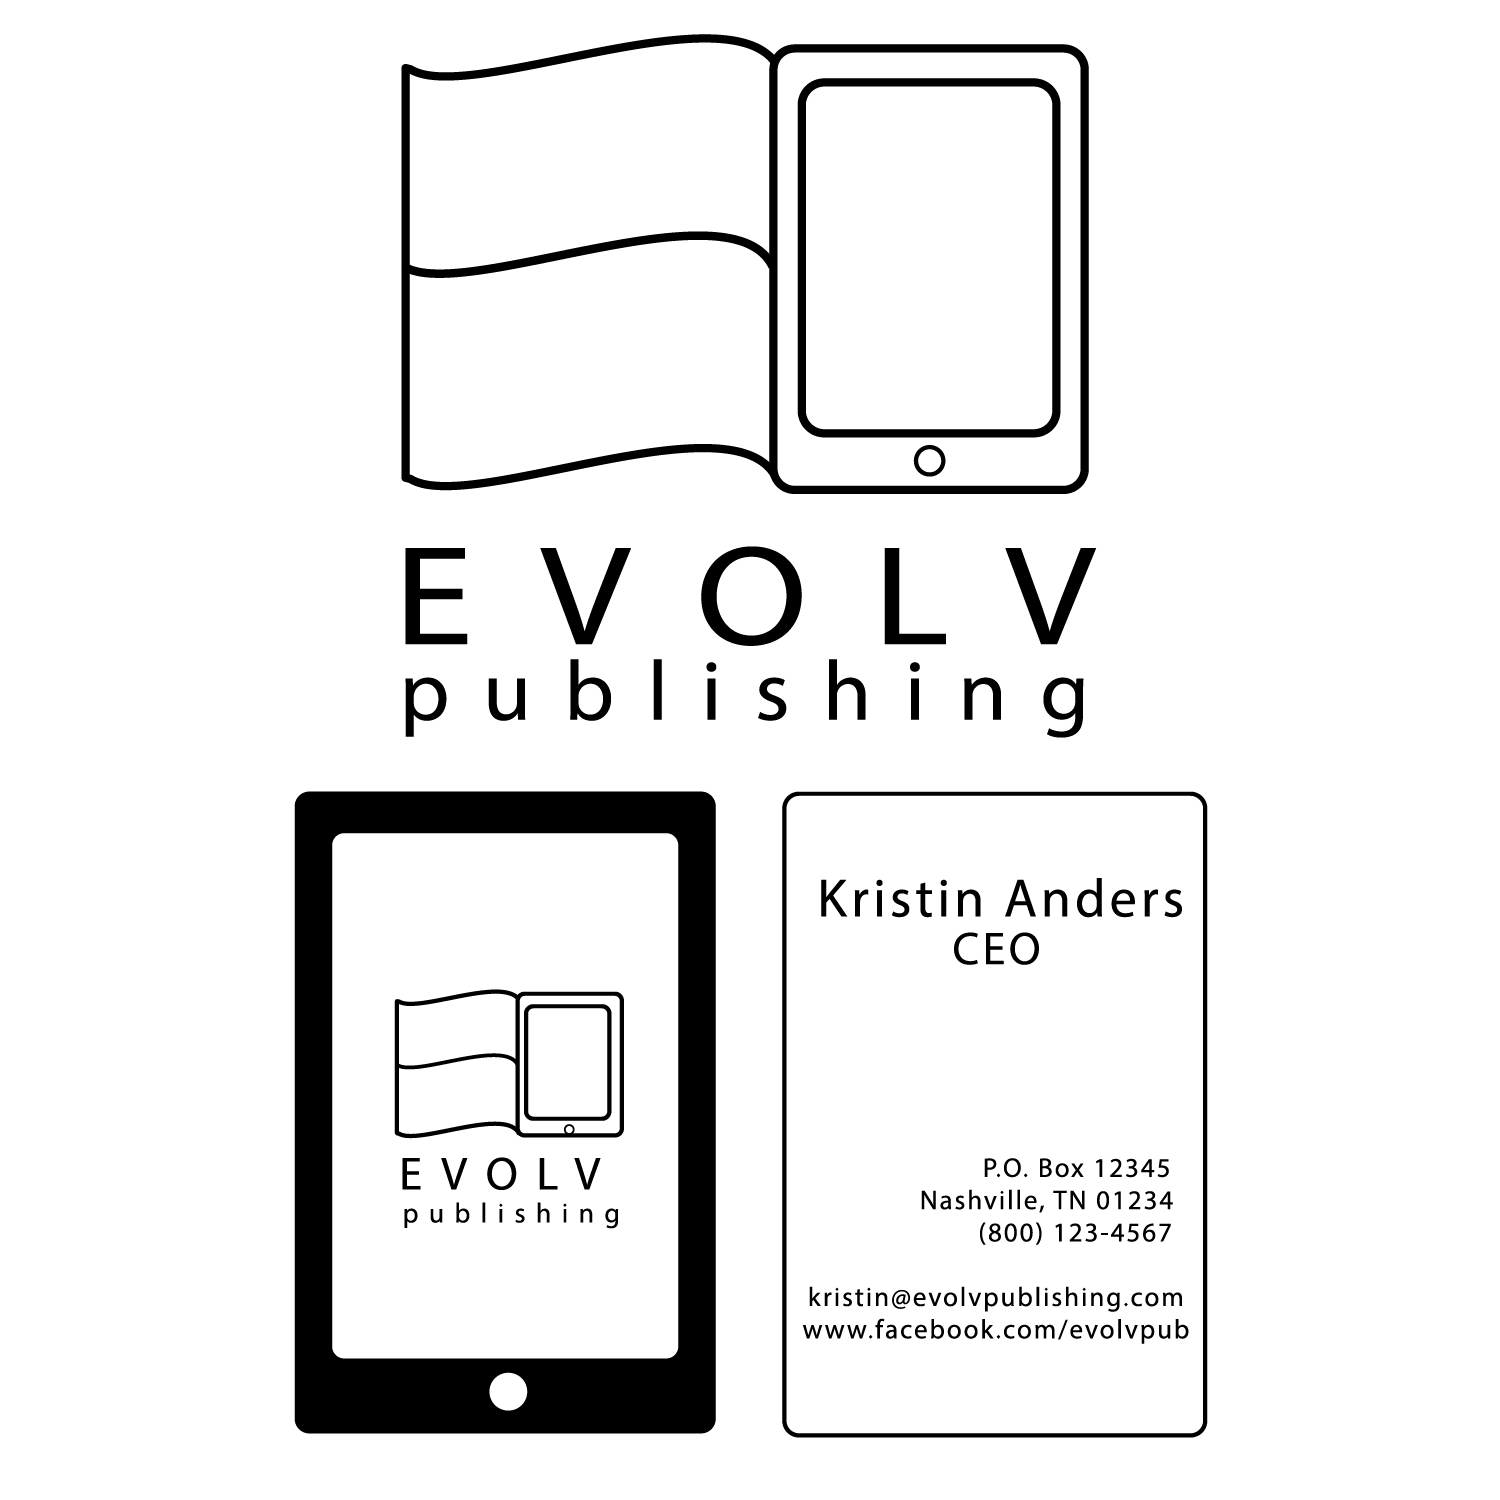 EVOLV
publishing
EVOLV
publishing
Kristin Anders
CEO
P.O. Box 12345
Nashville, TN 01234
(800) 123-4567
kristin@evolvpublishing.com
www.facebook.com/evolvpub